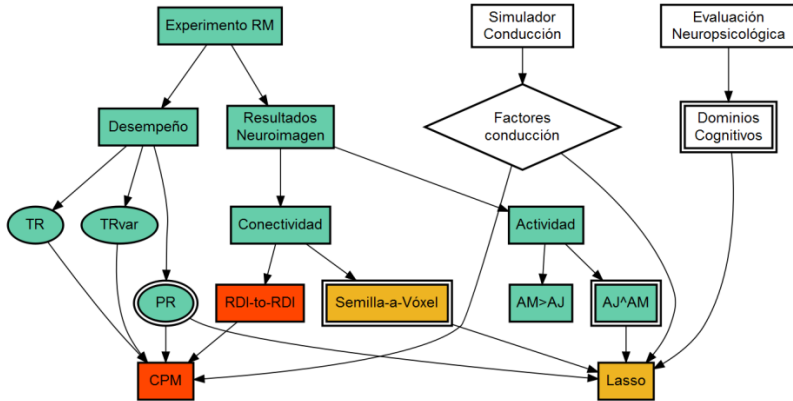 Experimento RM
Simulador
Conducción
Evaluación
Neuropsicológica
Desempeño
Resultados
Neuroimagen
Factores
conducción
Dominios
Cognitivos
TR
TRvar
Conectividad
Actividad
PR
RDI-to-RDI
Semilla-a-Vóxel
AM>AJ
AJ^AM
CPM
Lasso